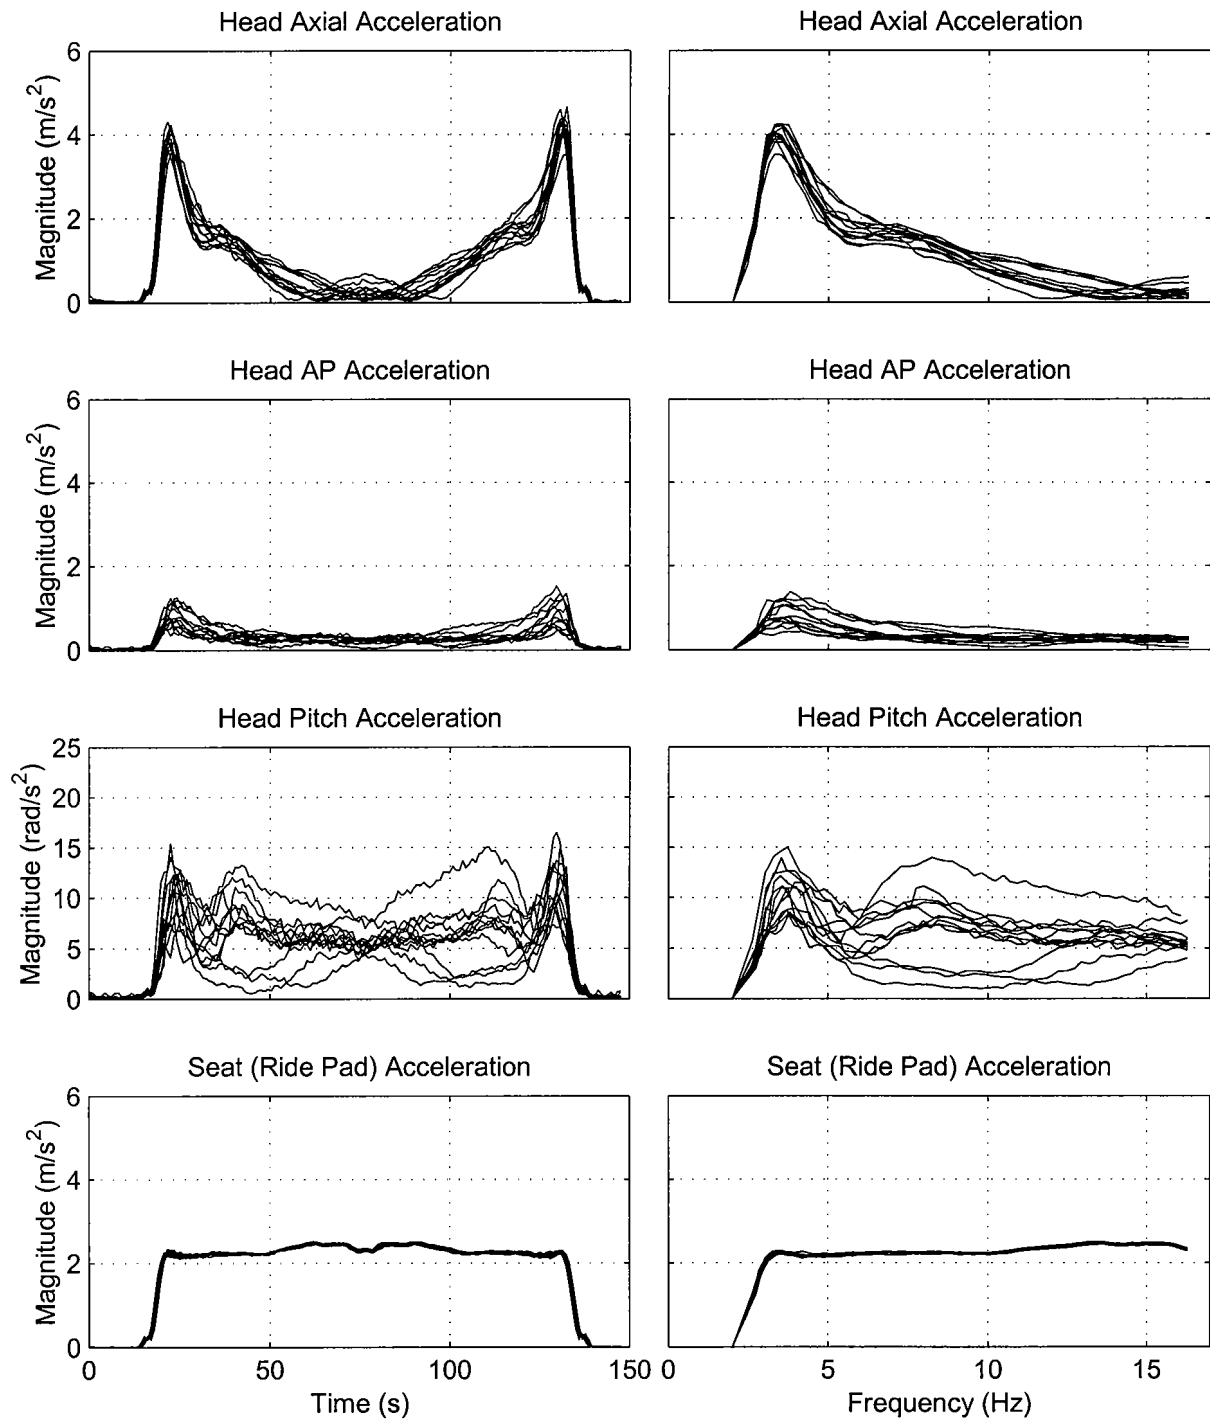 Head Axial Acceleration
Head Axial Acceleration
6
4
2
0
Magnitude (m/s²)
Head AP Acceleration
Head AP Acceleration
6
4
2
0
Magnitude (m/s²)
Head Pitch Acceleration
Head Pitch Acceleration
25
20
15
10
5
0
Magnitude (rad/s²)
Seat (Ride Pad) Acceleration
Seat (Ride Pad) Acceleration
6
4
2
0
Magnitude (m/s²)
0 50 100 150
0 5 10 15
Time (s)
Frequency (Hz)